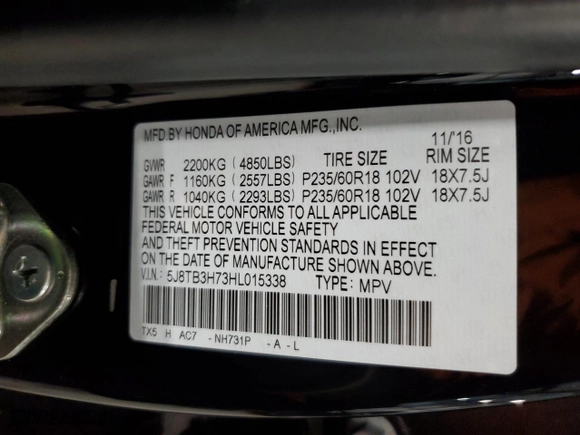 MFD.BY HONDA OF AMERICA MFG.,INC. 11/'16
GVWR 2200KG (4850LBS) TIRE SIZE RIM SIZE
GAWR F 1160KG (2557LBS) P235/60R18 102V 18X7.5J
GAWR R 1040KG (2293LBS) P235/60R18 102V 18X7.5J
THIS VEHICLE CONFORMS TO ALL APPLICABLE
FEDERAL MOTOR VEHICLE SAFETY
AND THEFT PREVENTION STANDARDS IN EFFECT
ON THE DATE OF MANUFACTURE SHOWN ABOVE.
V.I.N.: 5J8TB3H73HL015338 TYPE: MPV
TX5 H AC7 - NH731P - A - L